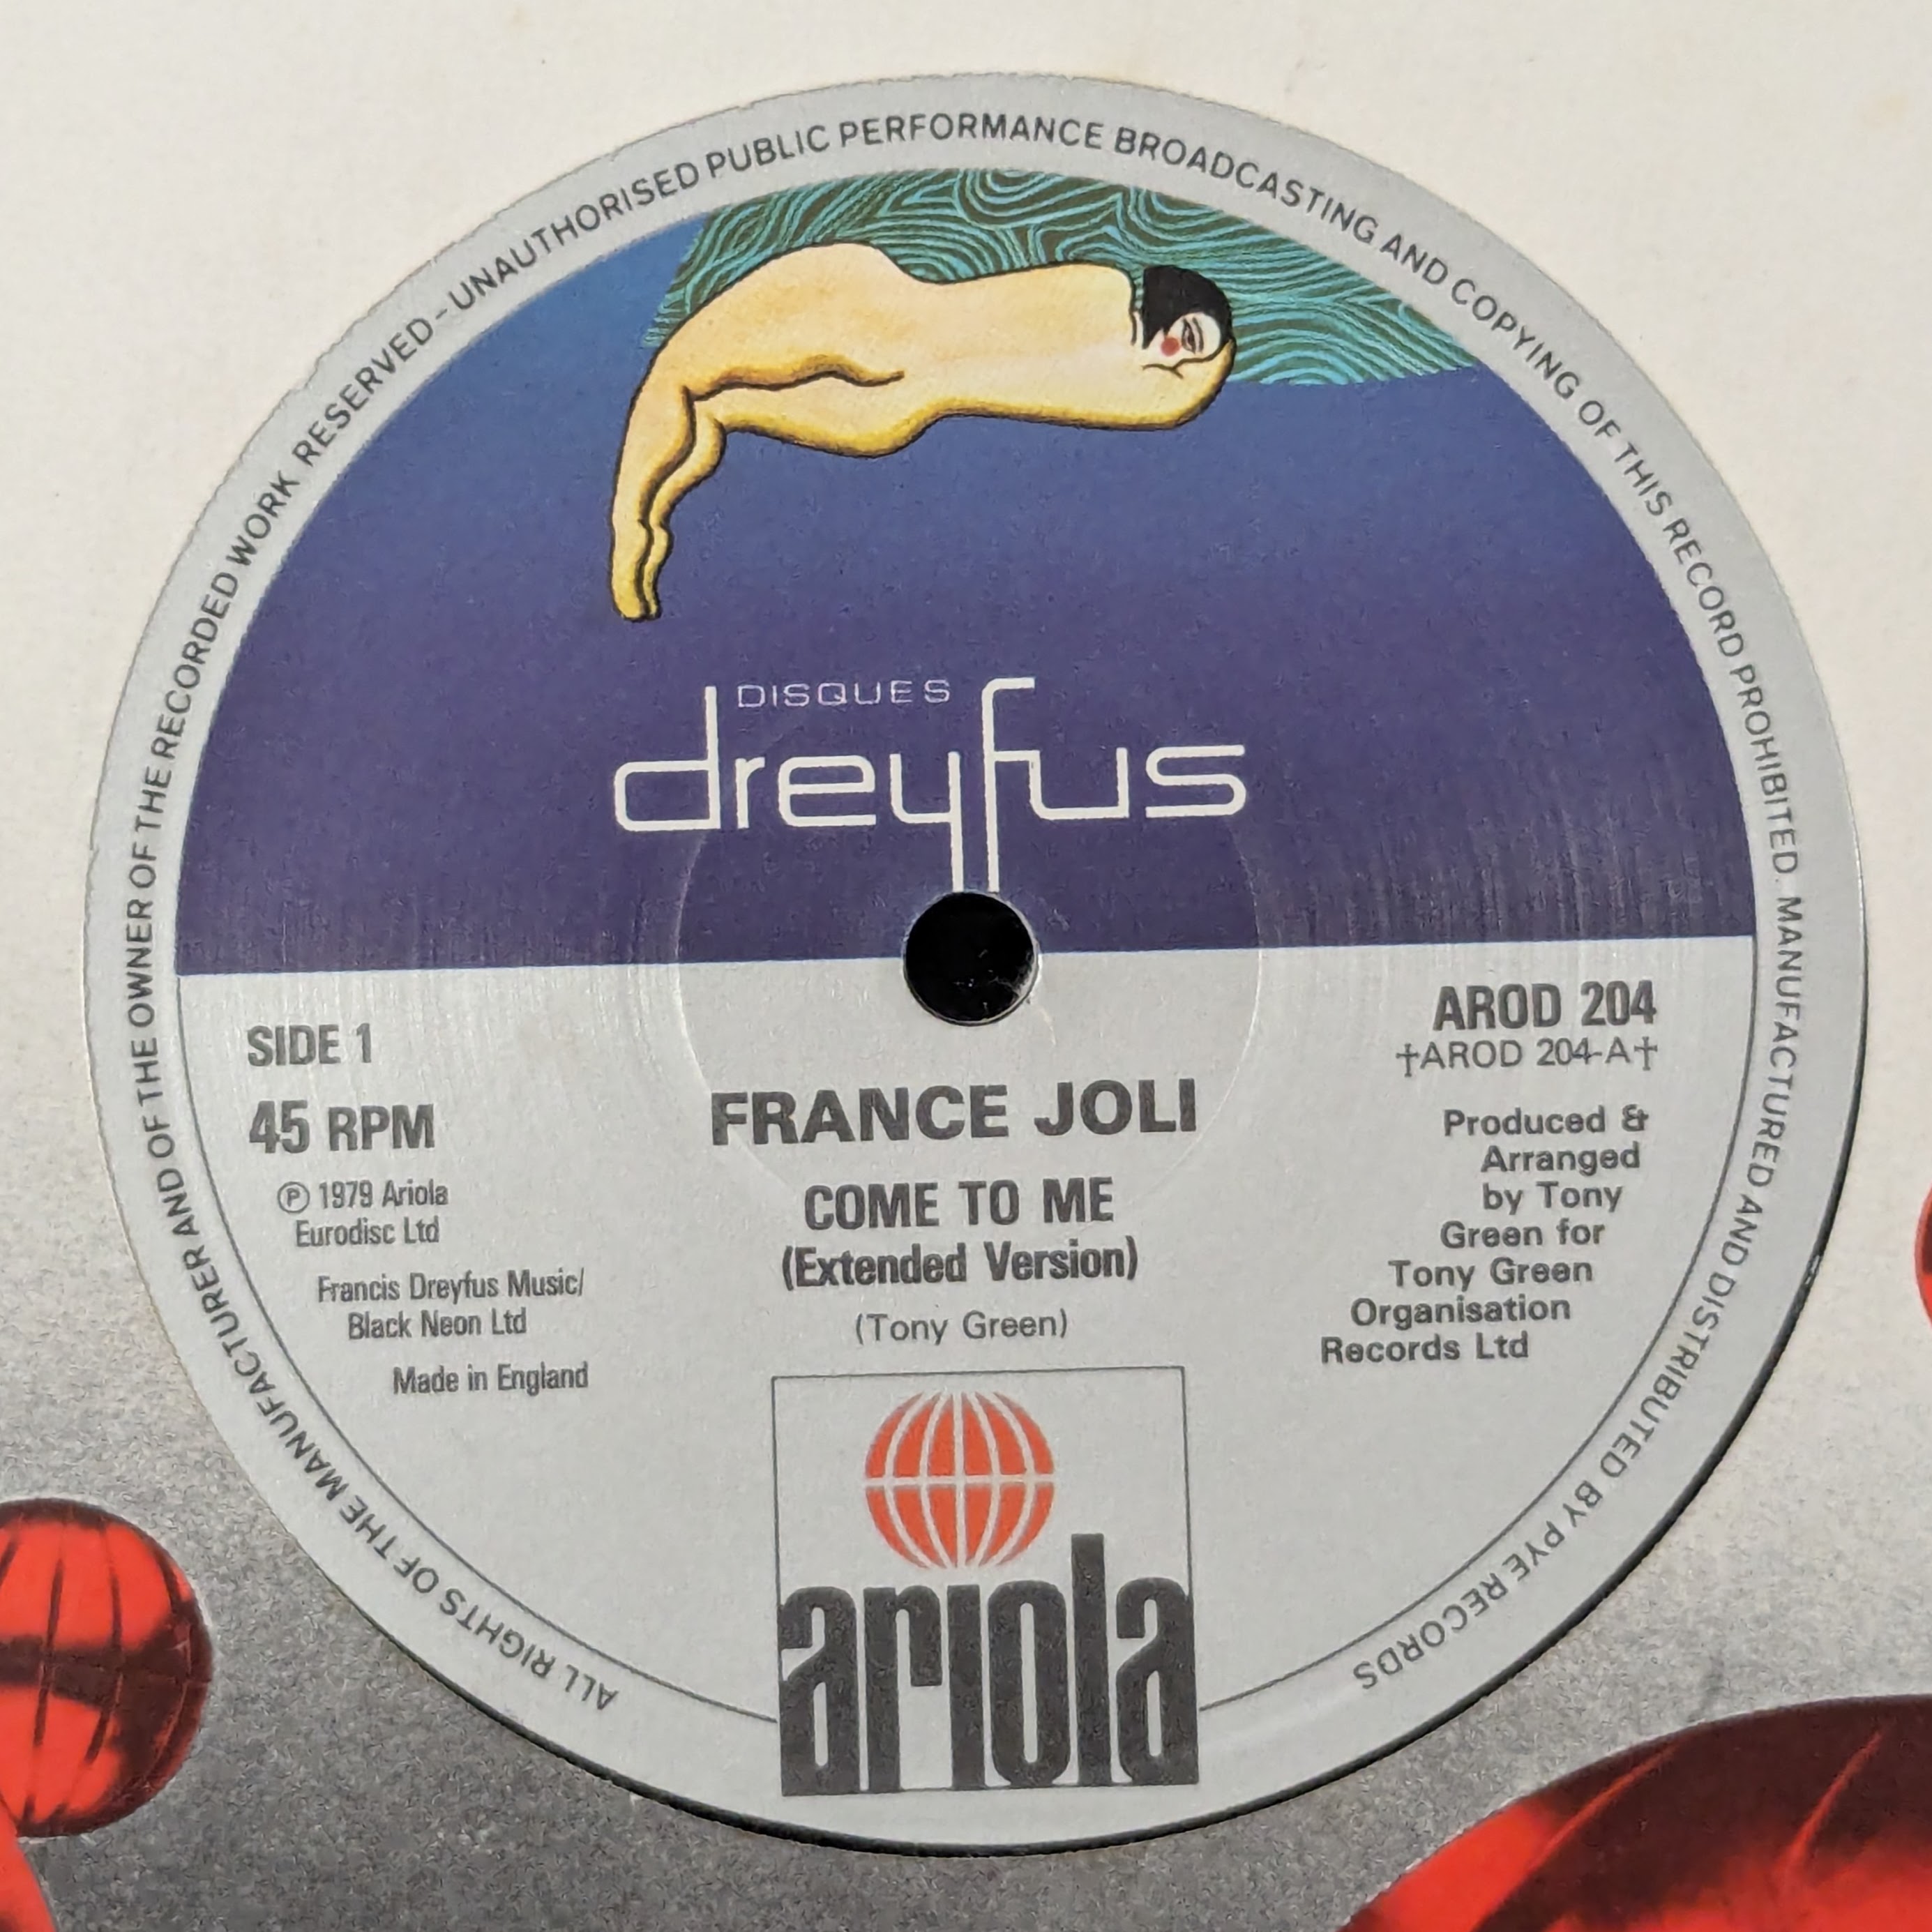 ALL RIGHTS OF THE MANUFACTURER AND OF THE OWNER OF THE RECORDED WORK RESERVED - UNAUTHORISED PUBLIC PERFORMANCE BROADCASTING AND COPYING OF THIS RECORD PROHIBITED. MANUFACTURED AND DISTRIBUTED BY PYE RECORDS
DISQUES
dreyfus
SIDE 1
45 RPM
℗ 1979 Ariola
Eurodisc Ltd
Francis Dreyfus Music/
Black Neon Ltd
Made in England
FRANCE JOLI
COME TO ME
(Extended Version)
(Tony Green)
AROD 204
†AROD 204-A†
Produced &
Arranged
by Tony
Green for
Tony Green
Organisation
Records Ltd
ariola